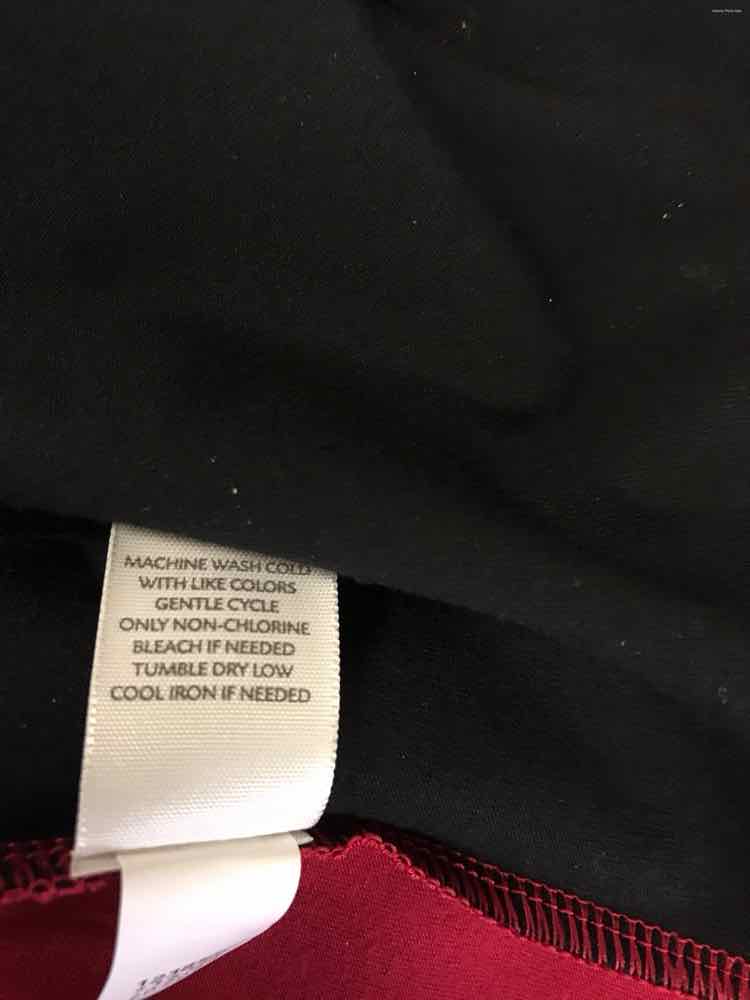 MACHINE WASH COLD
WITH LIKE COLORS
GENTLE CYCLE
ONLY NON-CHLORINE
BLEACH IF NEEDED
TUMBLE DRY LOW
COOL IRON IF NEEDED